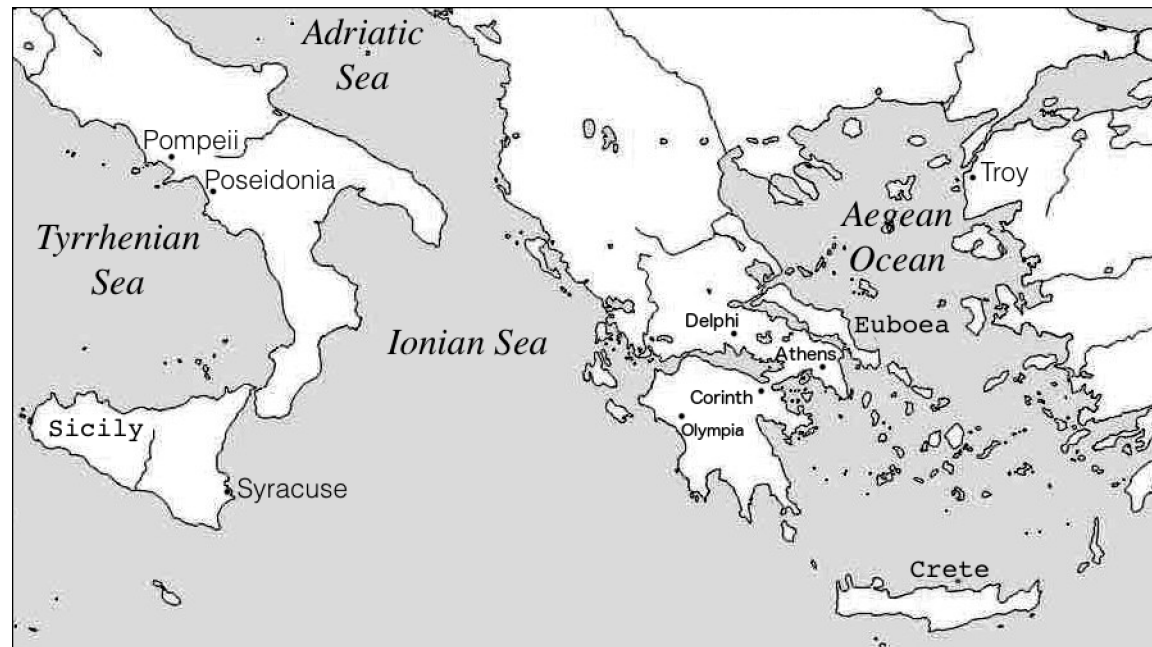 Adriatic
Sea
Pompeii
Poseidonia
Troy
Tyrrhenian
Sea
Aegean
Ocean
Ionian Sea
Delphi
Euboea
Athens
Corinth
Sicily
Olympia
Syracuse
Crete